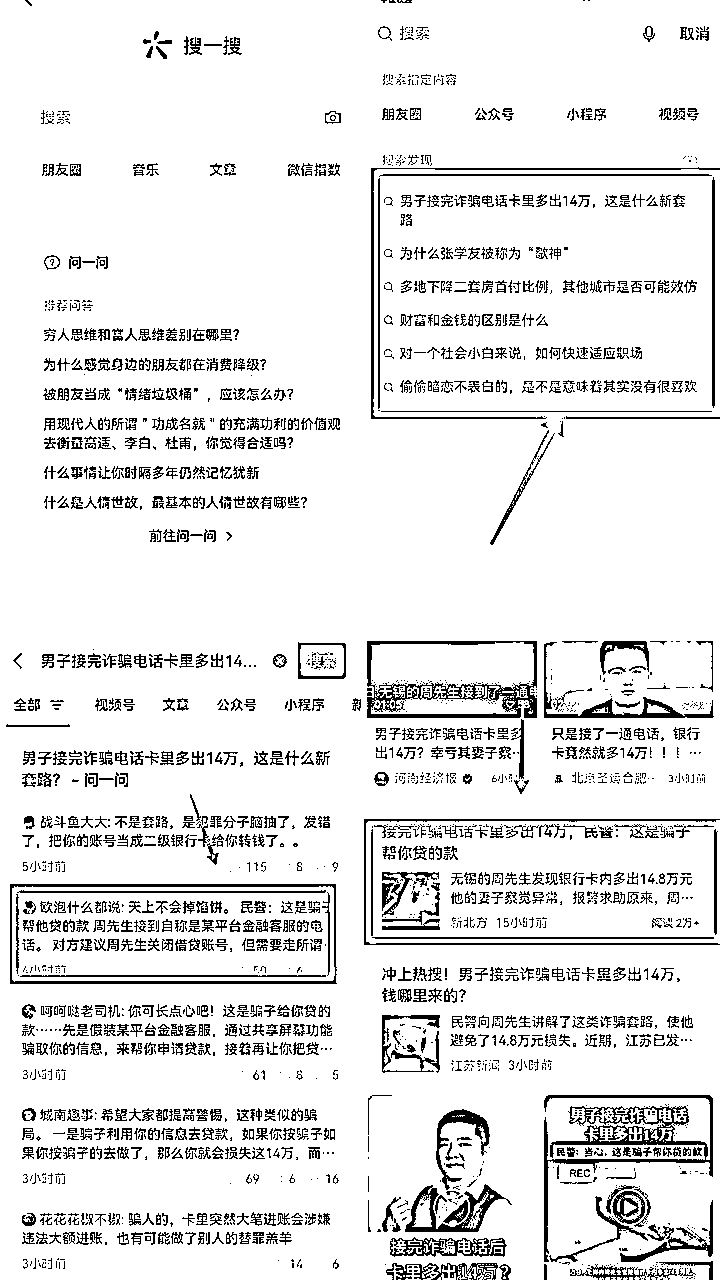 搜一搜
搜索
朋友圈
音乐
文章
微信指数
问一问
推荐问答
穷人思维和富人思维差别在哪里?
为什么感觉身边的朋友都在消费降级?
被朋友当成“情绪垃圾桶”，应该怎么办?
用现代人的所谓＂功成名就＂的充满功利的价值观
去衡量高适、李白、杜甫，你觉得合适吗?
什么事情让你时隔多年仍然记忆犹新
什么是人情世故，最基本的人情世故有哪些?
前往问一问
搜索
取消
搜索指定内容
朋友圈
公众号
小程序
视频号
搜索发现
男子接完诈骗电话卡里多出14万，这是什么新套
路
为什么张学友被称为“歌神”
多地下降二套房首付比例，其他城市是否可能效仿
财富和金钱的区别是什么
对一个社会小白来说，如何快速适应职场
偷偷暗恋不表白的，是不是意味着其实没有很喜欢
男子接完诈骗电话卡里多出14...
搜索
全部
视频号
文章
公众号
小程序
男子接完诈骗电话卡里多出14万，这是什么新
套路? - 问一问
战斗鱼大大: 不是套路，是犯罪分子脑抽了，发错
了，把你的账号当成二级银行卡给你转钱了。。
5小时前
115
8
9
欧泡什么都说: 天上不会掉馅饼。 民警：这是骗子
帮他贷的款 周先生接到自称是某平台金融客服的电
话。 对方建议周先生关闭借贷账号，但需要走所谓
呵呵哒老司机: 你可长点心吧！这是骗子给你贷的
款……先是假装某平台金融客服，通过共享屏幕功能
骗取你的信息，来帮你申请贷款，接着再让你把贷…
3小时前
61
8
5
城南趣事: 希望大家都提高警惕，这种类似的骗
局。 一是骗子利用你的信息去贷款，如果你按骗子如
果你按骗子的去做了，那么你就会损失这14万，而…
3小时前
69
6
16
花花花椒不椒: 骗人的，卡里突然大笔进账会涉嫌
违法大额进账，也有可能做了别人的替罪羔羊
3小时前
14
6
无锡的周先生接到了一通电
01:05
男子接完诈骗电话卡里多
出14万? 幸亏其妻子察…
河南经济报
只是接了一通电话，银行
卡竟然就多14万！！！…
3小时前
接完诈骗电话卡里多出14万，民警：这是骗子
帮你贷的款
无锡的周先生发现银行卡内多出14.8万元
他的妻子察觉异常，报警求助原来，周…
新北方 15小时前
阅读 2万+
冲上热搜！男子接完诈骗电话卡里多出14万，
钱哪里来的?
民警向周先生讲解了这类诈骗套路，使他
避免了14.8万元损失。近期，江苏已发…
江苏新闻 3小时前
接完诈骗电话后
卡里多出14万?
男子接完诈骗电话
卡里多出14万
民警：当心，这是骗子帮你贷的款
REC